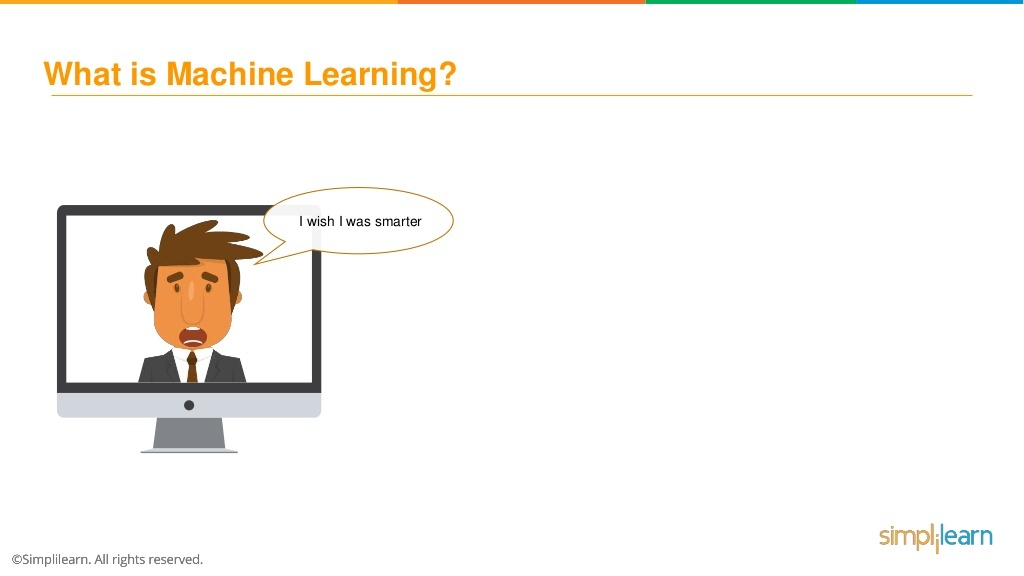 What is Machine Learning?
I wish I was smarter
simplilearn
©Simplilearn. All rights reserved.